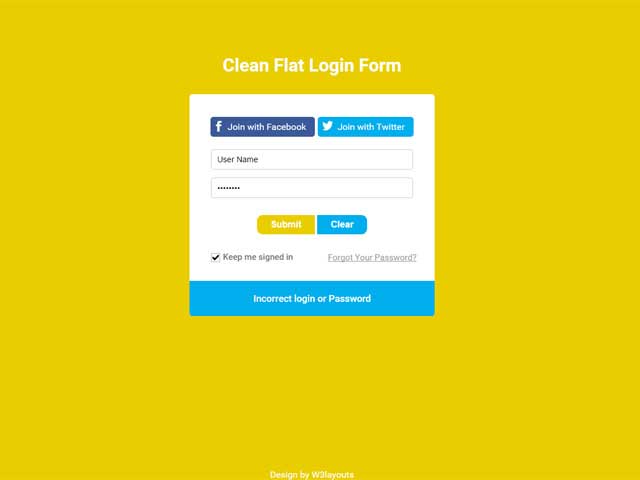 Clean Flat Login Form
Join with Facebook Join with Twitter
User Name
••••••••
Submit Clear
Keep me signed in Forgot Your Password?
Incorrect login or Password
Design by W3layouts